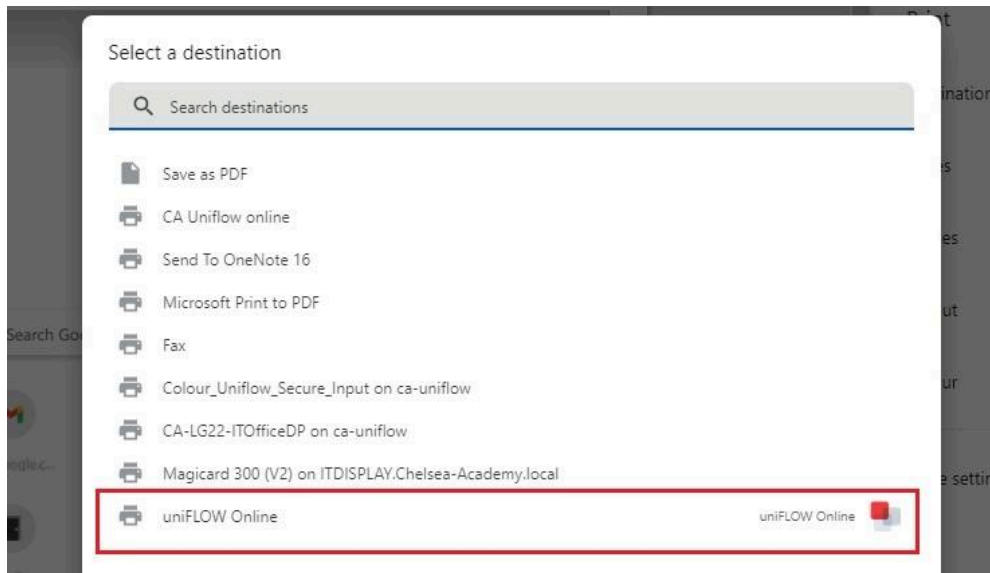 Select a destination
Search destinations
Save as PDF
CA Uniflow online
Send To OneNote 16
Microsoft Print to PDF
Fax
Colour_Uniflow_Secure_Input on ca-uniflow
CA-LG22-ITOfficeDP on ca-uniflow
Magicard 300 (V2) on ITDISPLAY.Chelsea-Academy.local
uniFLOW Online uniFLOW Online
Search